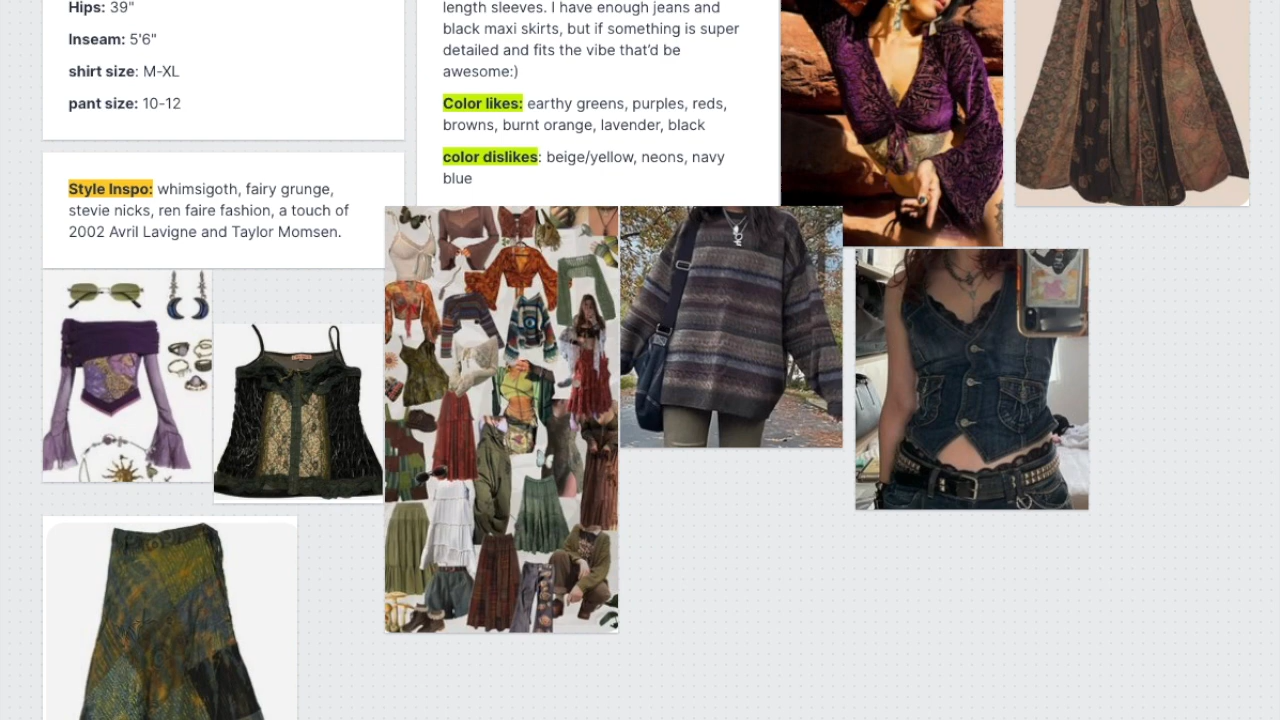 Hips: 39"
Inseam: 5'6"
shirt size: M-XL
pant size: 10-12
Style Inspo: whimsigoth, fairy grunge,
stevie nicks, ren faire fashion, a touch of
2002 Avril Lavigne and Taylor Momsen.
length sleeves. I have enough jeans and
black maxi skirts, but if something is super
detailed and fits the vibe that’d be
awesome:)
Color likes: earthy greens, purples, reds,
browns, burnt orange, lavender, black
color dislikes: beige/yellow, neons, navy
blue